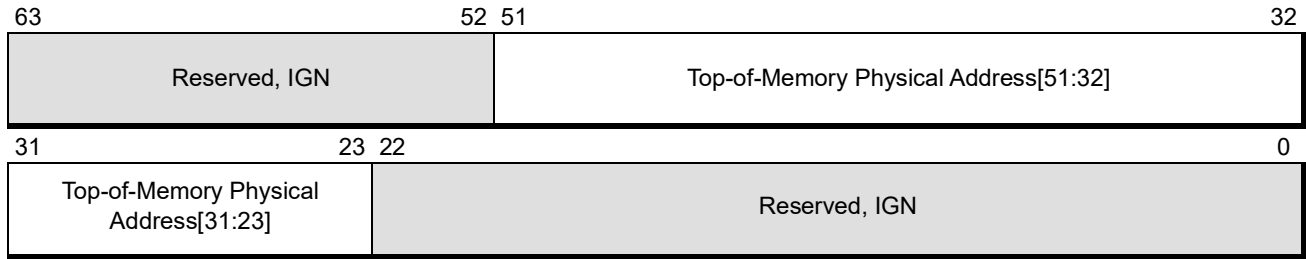 63 52 51 32
Reserved, IGN Top-of-Memory Physical Address[51:32]
31 23 22 0
Top-of-Memory Physical
Address[31:23]
Reserved, IGN